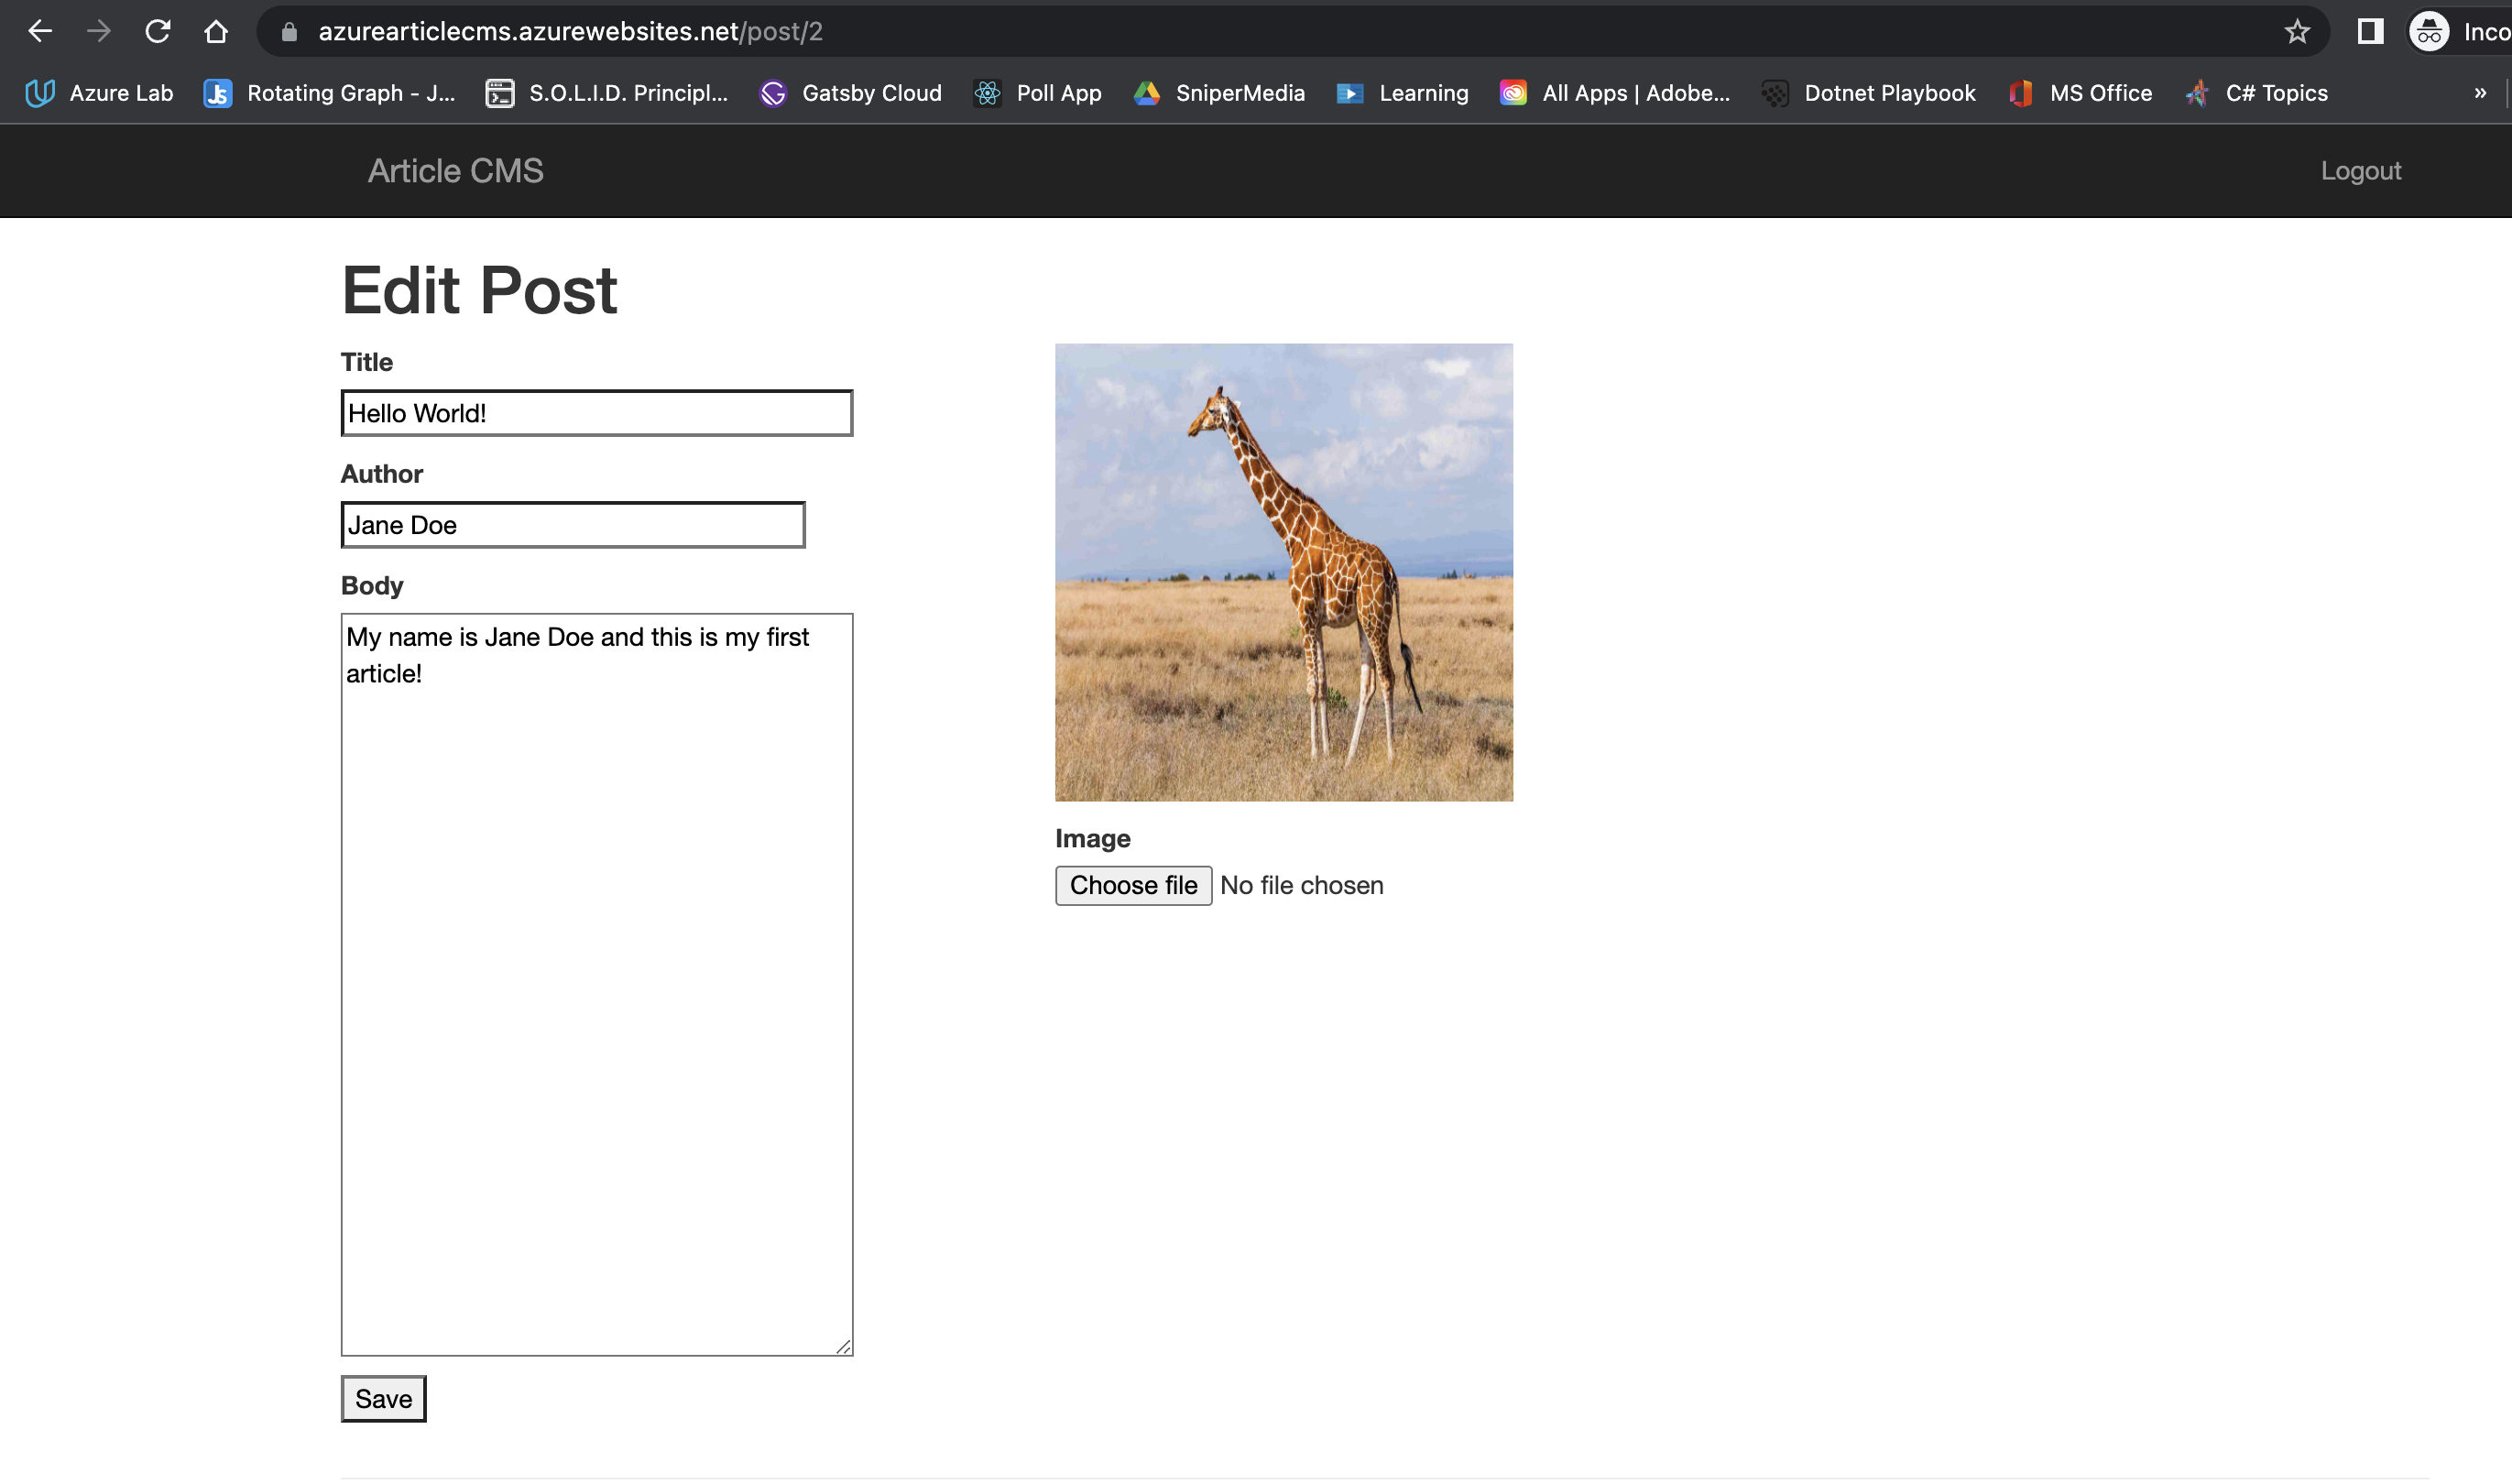 azurearticlecms.azurewebsites.net/post/2
Inco
Azure Lab
Rotating Graph - J...
S.O.L.I.D. Principl...
Gatsby Cloud
Poll App
SniperMedia
Learning
All Apps | Adobe...
Dotnet Playbook
MS Office
C# Topics
»
Article CMS
Logout
Edit Post
Title
Hello World!
Author
Jane Doe
Body
My name is Jane Doe and this is my first
article!
Image
Choose file No file chosen
Save